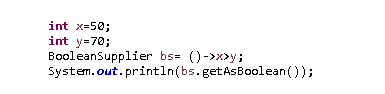 int x=50;
int y=70;
BooleanSupplier bs= ()->x>y;
System.out.println(bs.getAsBoolean());